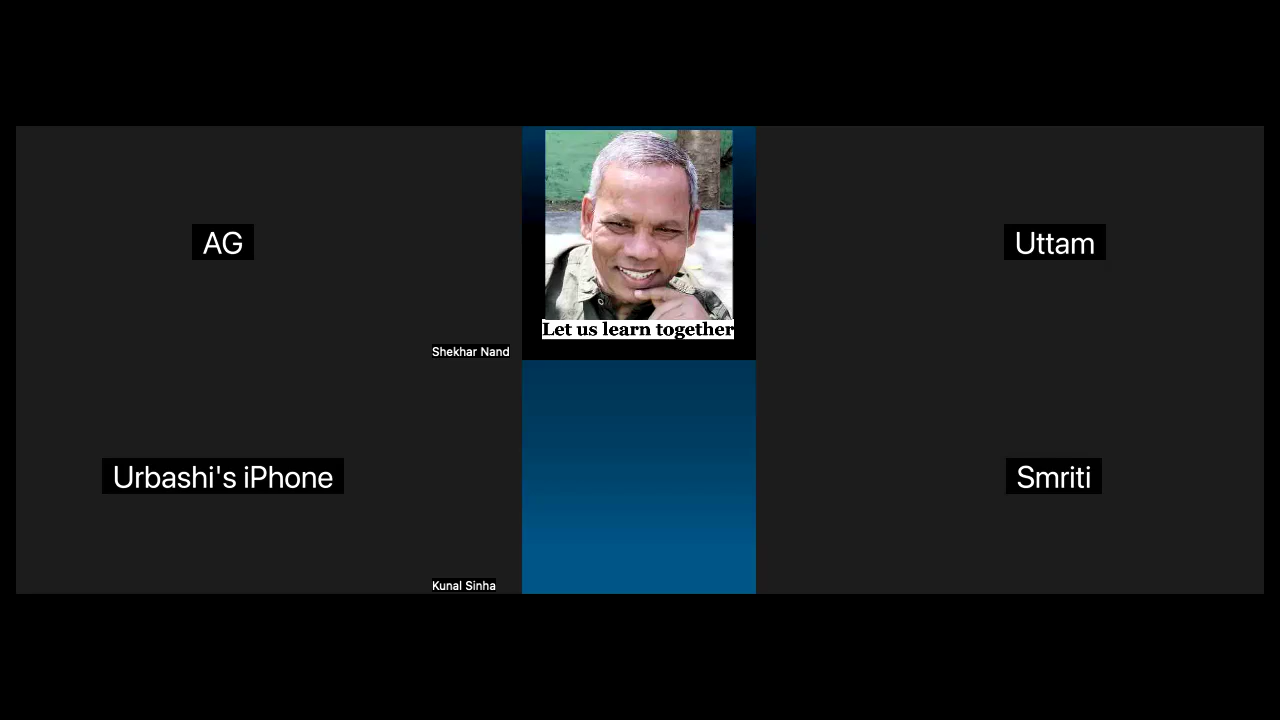 AG
Let us learn together
Uttam
Shekhar Nand
Urbashi's iPhone
Smriti
Kunal Sinha